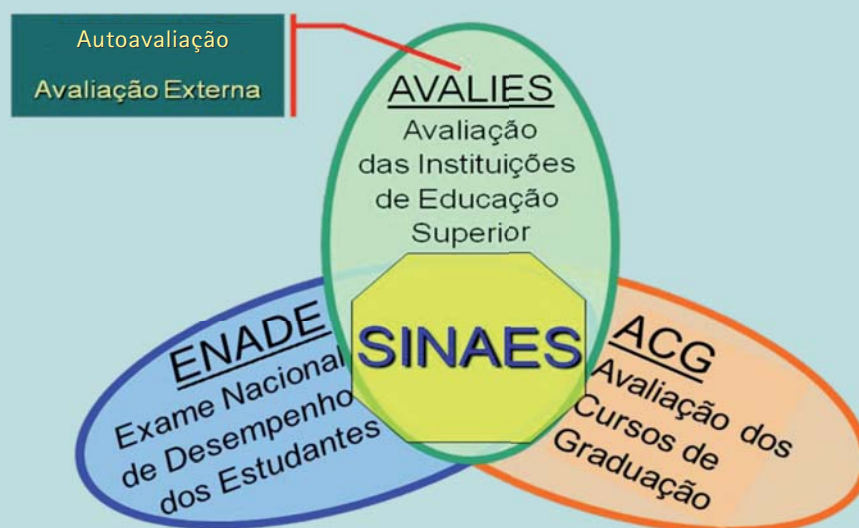 Autoavaliação
Avaliação Externa
AVALIES
Avaliação
das Instituições
de Educação
Superior
SINAES
ENADE
Exame Nacional
de Desempenho
dos Estudantes
ACG
Avaliação dos
Cursos de
Graduação